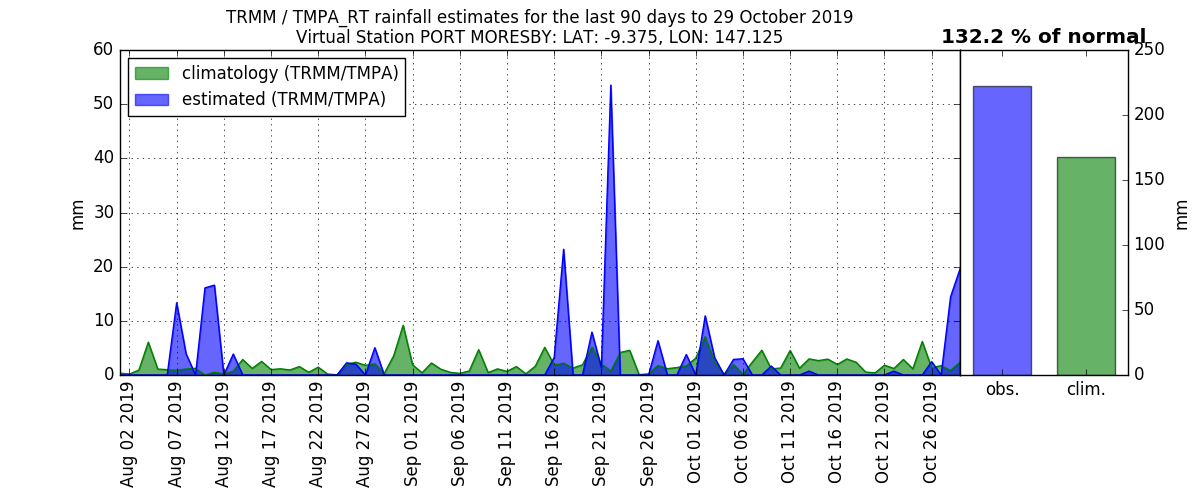 TRMM / TMPA_RT rainfall estimates for the last 90 days to 29 October 2019
Virtual Station PORT MORESBY: LAT: -9.375, LON: 147.125
132.2 % of normal
climatology (TRMM/TMPA)
estimated (TRMM/TMPA)
mm
60
50
40
30
20
10
0
Aug 02 2019
Aug 07 2019
Aug 12 2019
Aug 17 2019
Aug 22 2019
Aug 27 2019
Sep 01 2019
Sep 06 2019
Sep 11 2019
Sep 16 2019
Sep 21 2019
Sep 26 2019
Oct 01 2019
Oct 06 2019
Oct 11 2019
Oct 16 2019
Oct 21 2019
Oct 26 2019
obs.
clim.
250
200
150
100
50
0
mm